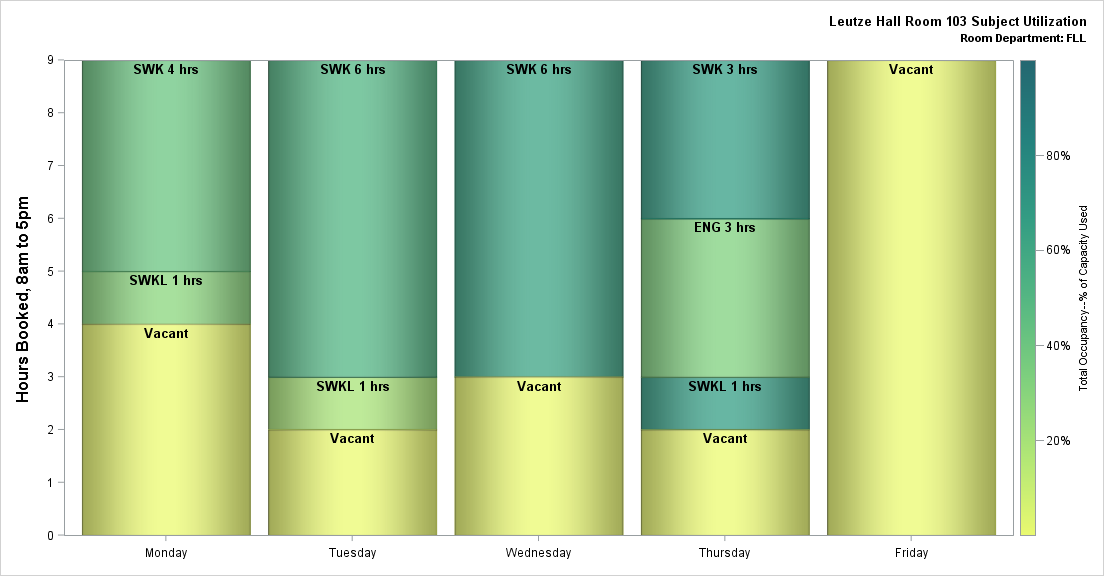 Leutze Hall Room 103 Subject Utilization
Room Department: FLL
Hours Booked, 8am to 5pm
9
8
7
6
5
4
3
2
1
0
SWK 4 hrs
SWKL 1 hrs
Vacant
SWK 6 hrs
SWKL 1 hrs
Vacant
SWK 6 hrs
Vacant
SWK 3 hrs
ENG 3 hrs
SWKL 1 hrs
Vacant
Vacant
Monday
Tuesday
Wednesday
Thursday
Friday
80%
60%
40%
20%
Total Occupancy--% of Capacity Used